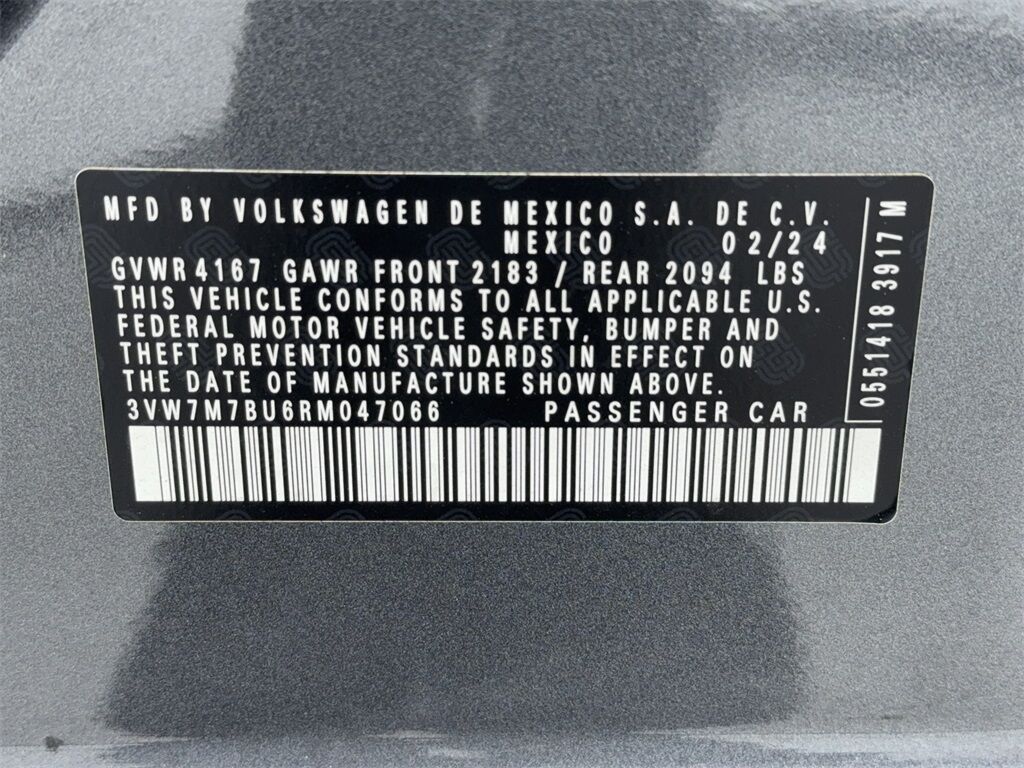 MFD BY VOLKSWAGEN DE MEXICO S.A. DE C.V.
MEXICO 02/24
GVWR 4167 GAWR FRONT 2183 / REAR 2094 LBS
THIS VEHICLE CONFORMS TO ALL APPLICABLE U.S.
FEDERAL MOTOR VEHICLE SAFETY, BUMPER AND
THEFT PREVENTION STANDARDS IN EFFECT ON
THE DATE OF MANUFACTURE SHOWN ABOVE.
3VW7M7BU6RM047066 PASSENGER CAR
0551418 3917 M